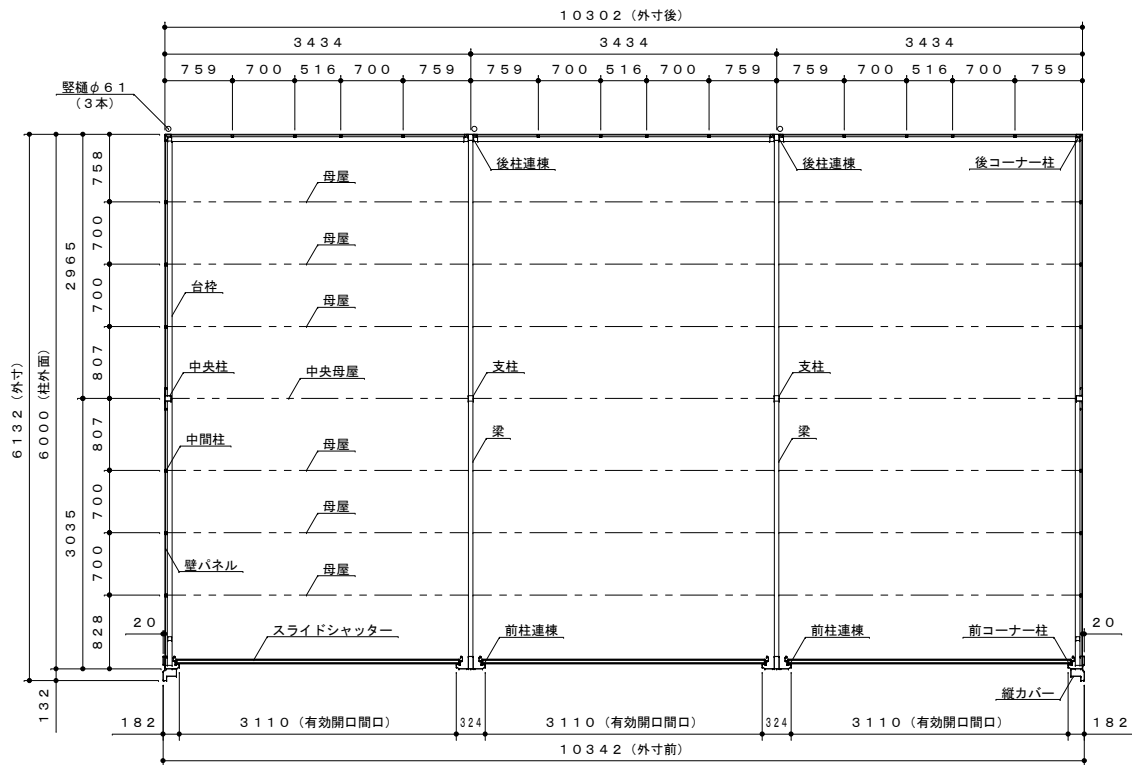 １０３０２（外寸後）
３４３４ ３４３４ ３４３４
７５９ ７００ ５１６ ７００ ７５９ ７５９ ７００ ５１６ ７００ ７５９ ７５９ ７００ ５１６ ７００ ７５９
竪樋φ６１
（３本）
後柱連棟 後柱連棟 後コーナー柱
７５８
母屋
７００
母屋
２９６５
７００
台枠 母屋
８０７
中央柱 中央母屋 支柱 支柱
６１３２（外寸）
６０００（柱外面）
８０７
中間柱 母屋 梁 梁
７００
母屋
３０３５
７００
壁パネル 母屋
８２８
２０ スライドシャッター 前柱連棟 前柱連棟 前コーナー柱 ２０
１３２
縦カバー
１８２ ３１１０（有効開口間口） ３２４ ３１１０（有効開口間口） ３２４ ３１１０（有効開口間口） １８２
１０３４２（外寸前）